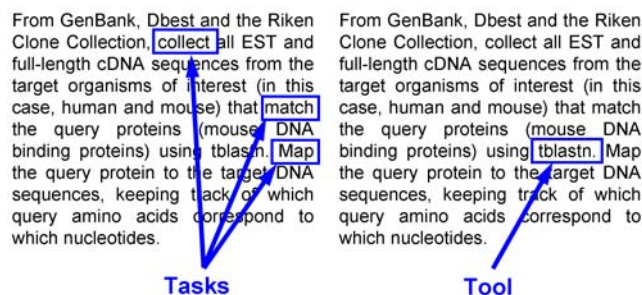 From GenBank, Dbest and the Riken
Clone Collection, collect all EST and
full-length cDNA sequences from the
target organisms of interest (in this
case, human and mouse) that match
the query proteins (mouse DNA
binding proteins) using tblastn. Map
the query protein to the target DNA
sequences, keeping track of which
query amino acids correspond to
which nucleotides.
Tasks
From GenBank, Dbest and the Riken
Clone Collection, collect all EST and
full-length cDNA sequences from the
target organisms of interest (in this
case, human and mouse) that match
the query proteins (mouse DNA
binding proteins) using tblastn. Map
the query protein to the target DNA
sequences, keeping track of which
query amino acids correspond to
which nucleotides.
Tool